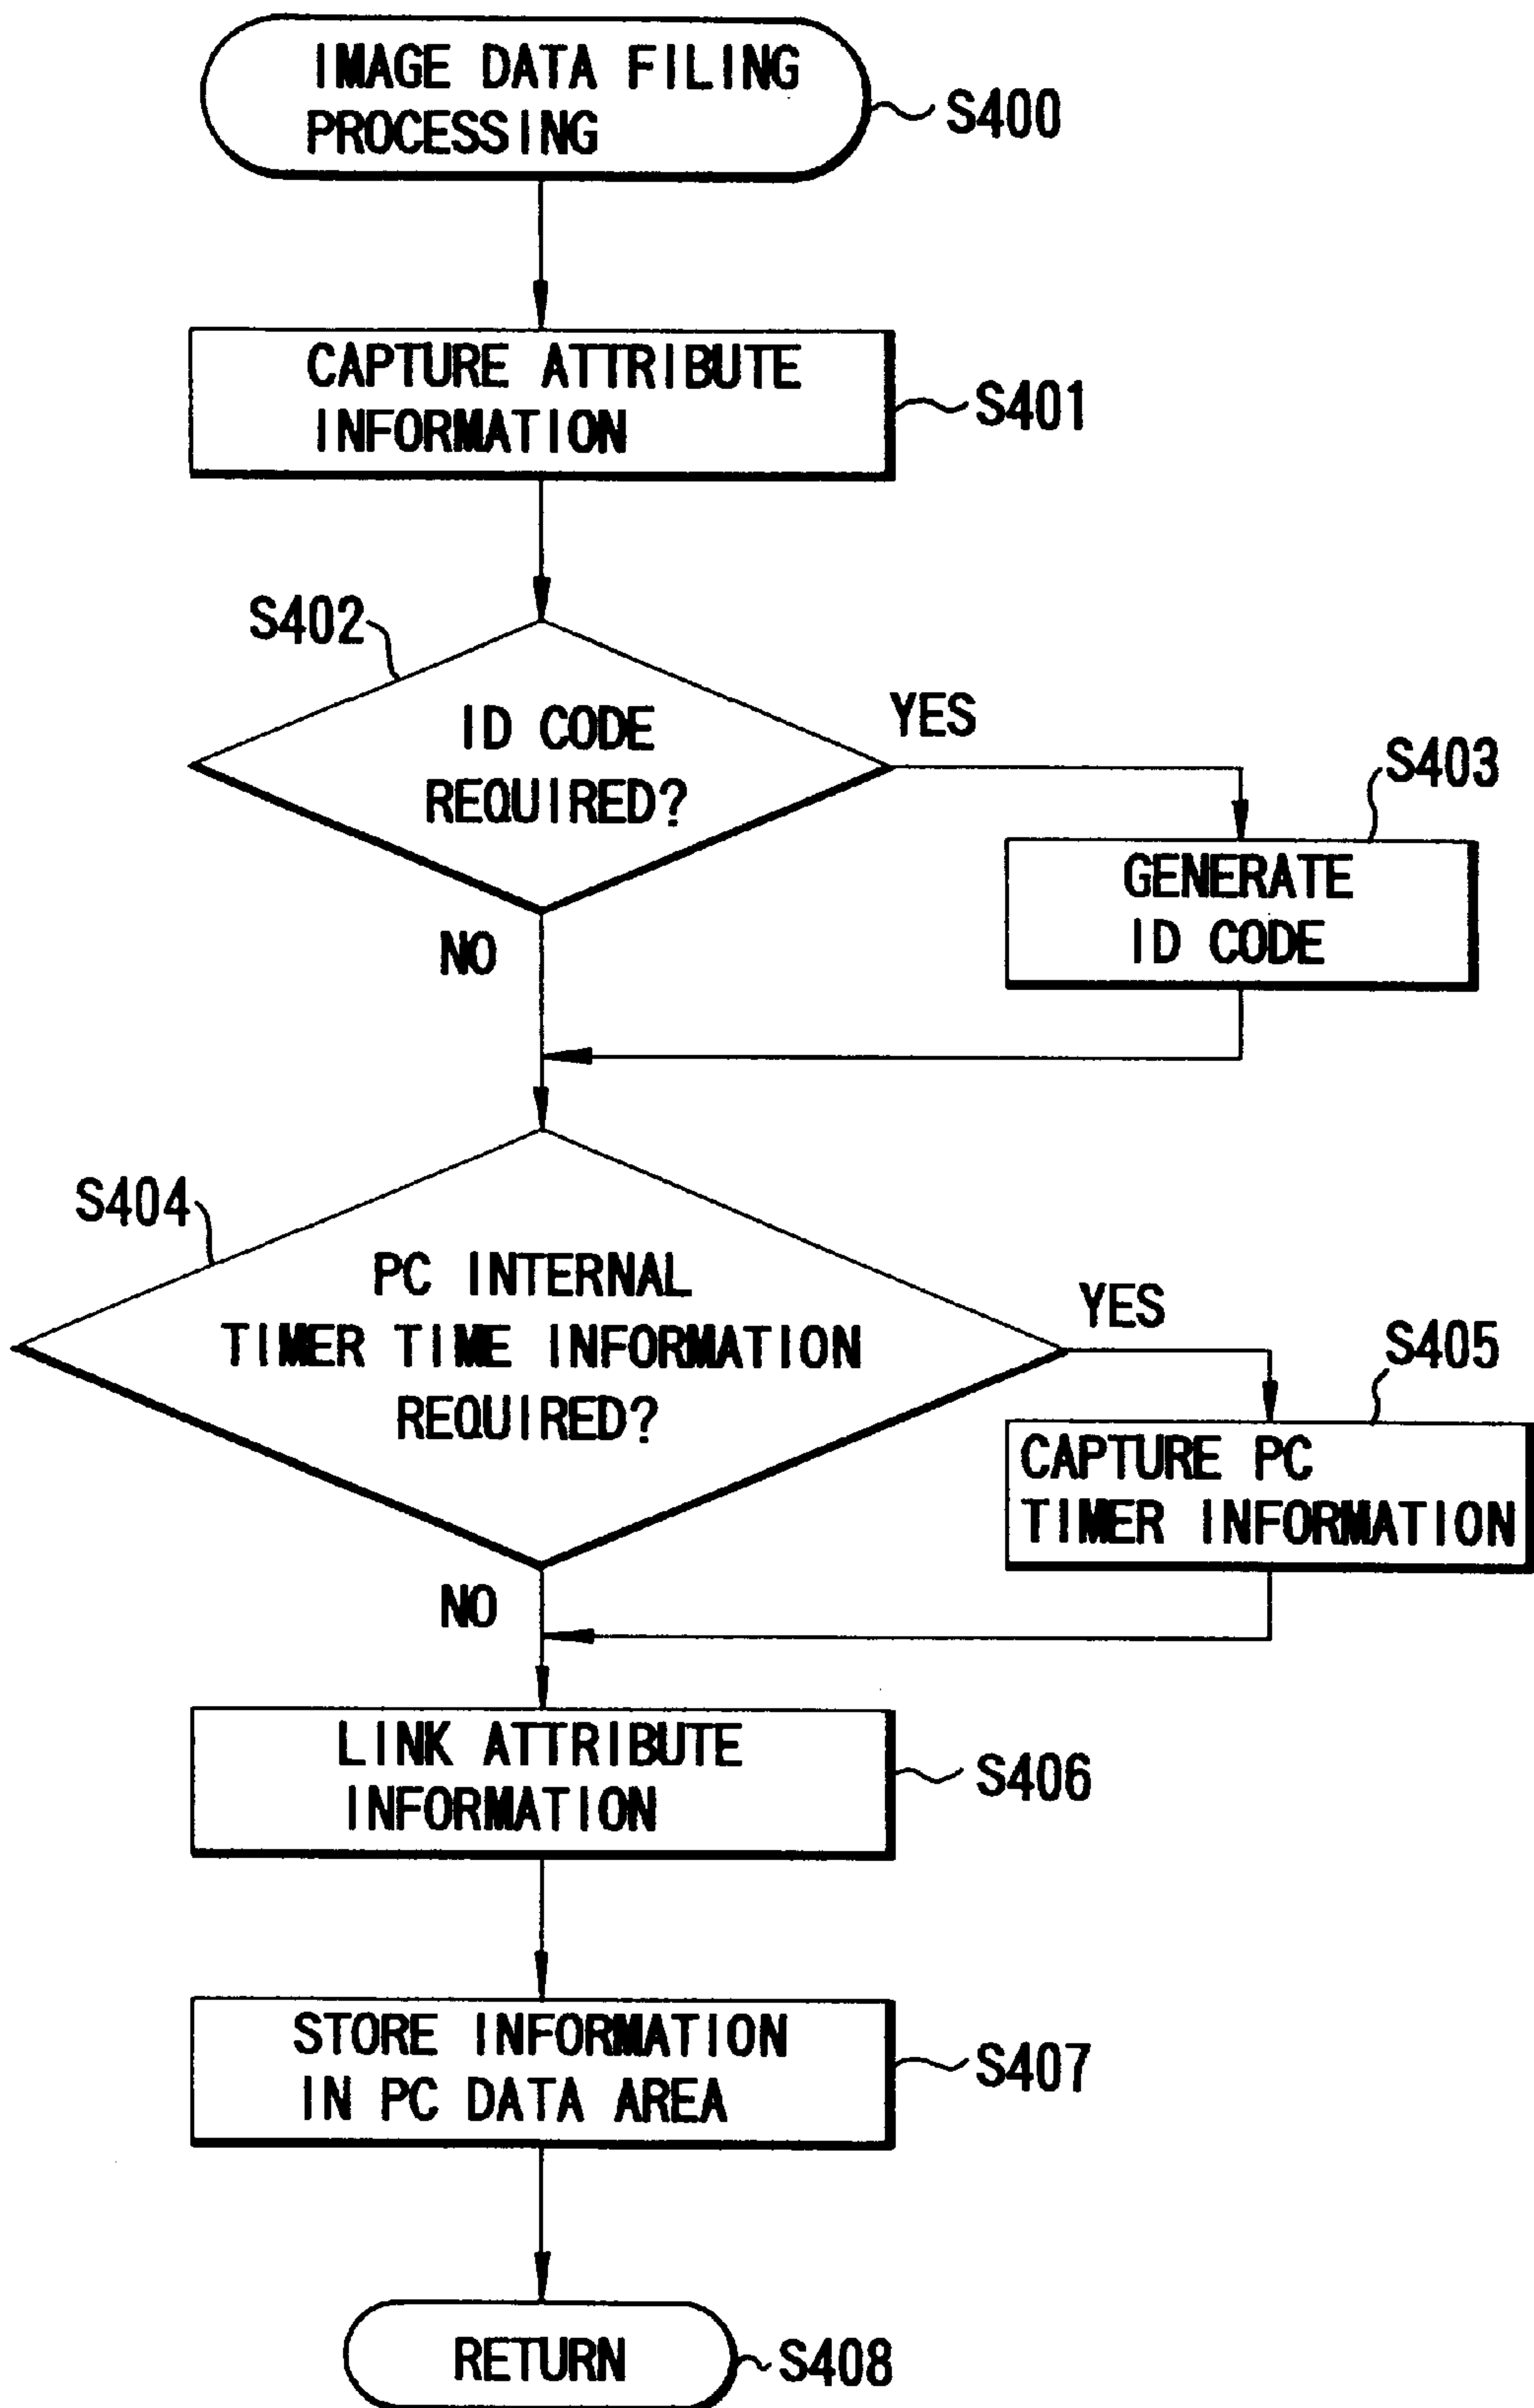 IMAGE DATA FILING
PROCESSING
S400
CAPTURE ATTRIBUTE
INFORMATION
S401
S402
ID CODE
REQUIRED?
YES
NO
S403
GENERATE
ID CODE
S404
PC INTERNAL
TIMER TIME INFORMATION
REQUIRED?
YES
NO
S405
CAPTURE PC
TIMER INFORMATION
LINK ATTRIBUTE
INFORMATION
S406
STORE INFORMATION
IN PC DATA AREA
S407
RETURN
S408